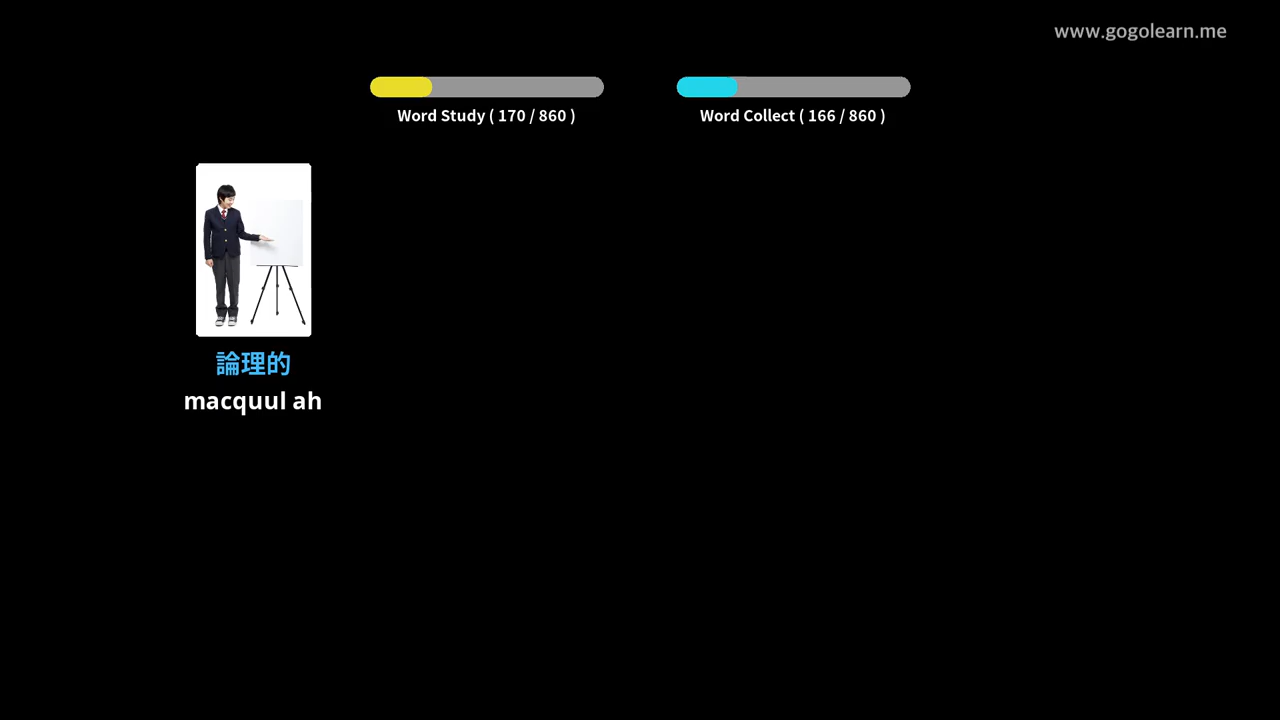 www.gogolearn.me
Word Study ( 170 / 860 )
Word Collect ( 166 / 860 )
論理的
macquul ah